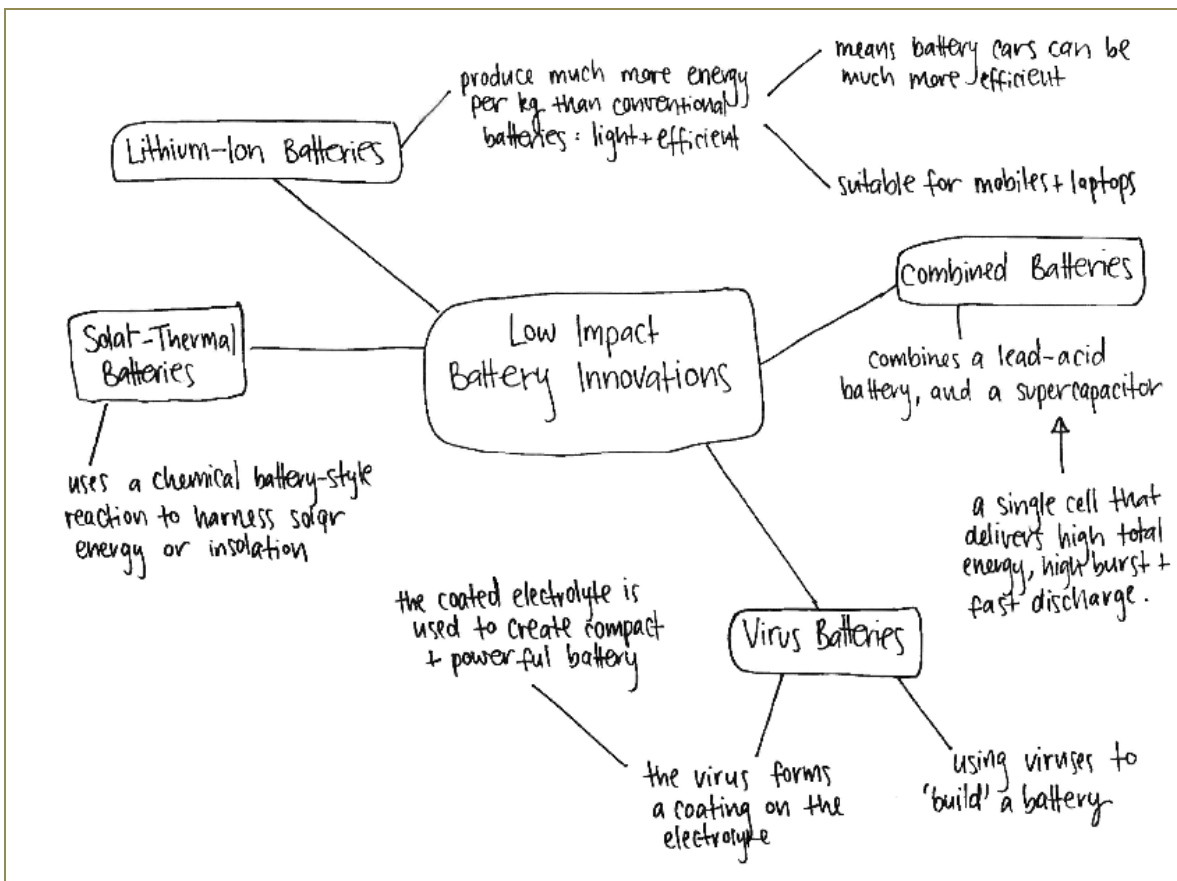 means battery cars can be
much more efficient
produce much more energy
per kg than conventional
batteries : light + efficient
Lithium-Ion Batteries
suitable for mobiles + laptops
Combined Batteries
Low Impact
Battery Innovations
Solat-Thermal
Batteries
combines a lead-acid
battery, and a supercapacitor
uses a chemical battery-style
reaction to harness solar
energy or insolation
a single cell that
delivers high total
energy, high burst +
fast discharge.
the coated electrolyte is
used to create compact
+ powerful battery
Virus Batteries
the virus forms
a coating on the
electrolyte
using viruses to
'build' a battery